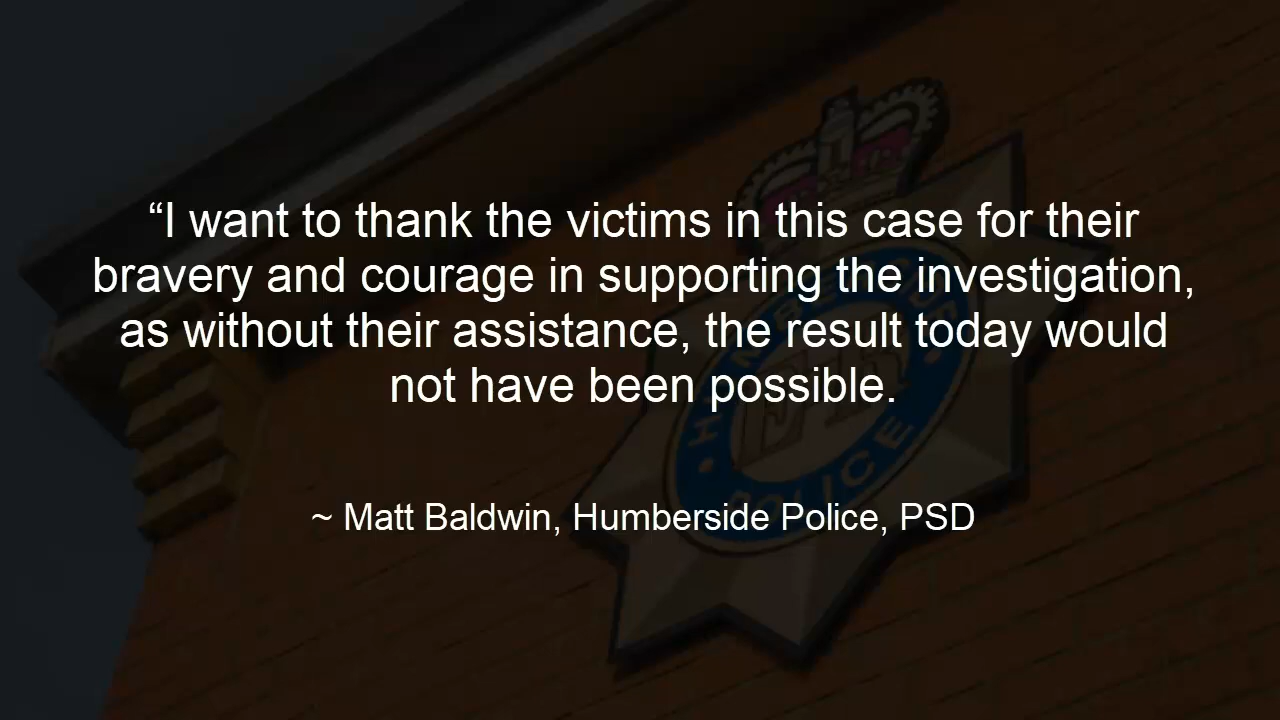 “I want to thank the victims in this case for their
bravery and courage in supporting the investigation,
as without their assistance, the result today would
not have been possible.
~ Matt Baldwin, Humberside Police, PSD
POLICE